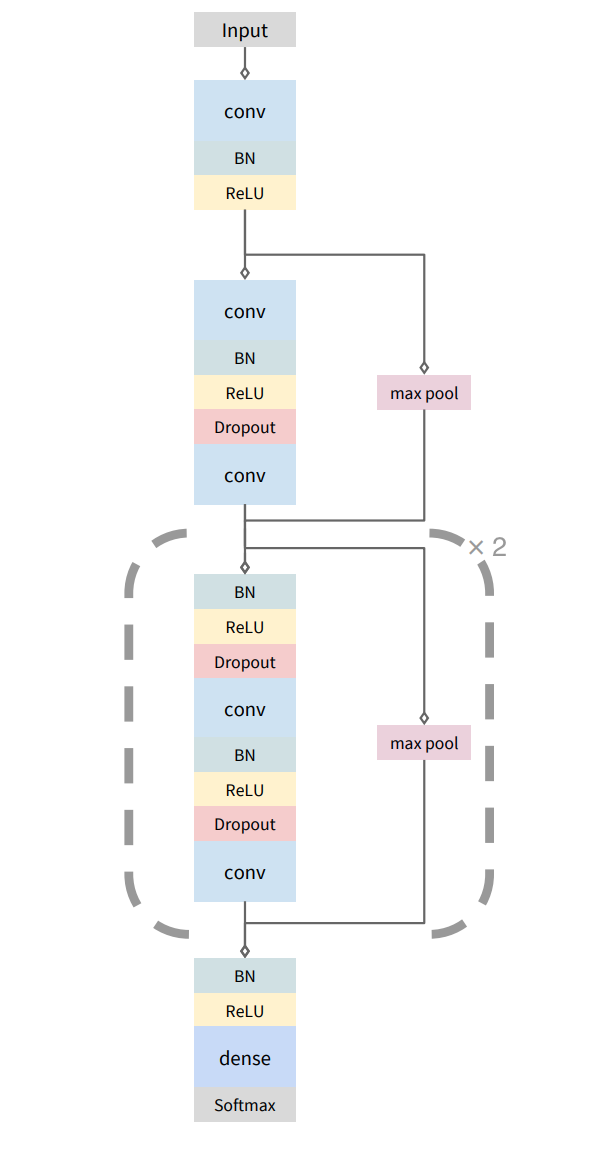 Input
conv
BN
ReLU
conv
BN
ReLU
max pool
Dropout
conv
× 2
BN
ReLU
Dropout
conv
max pool
BN
ReLU
Dropout
conv
BN
ReLU
dense
Softmax